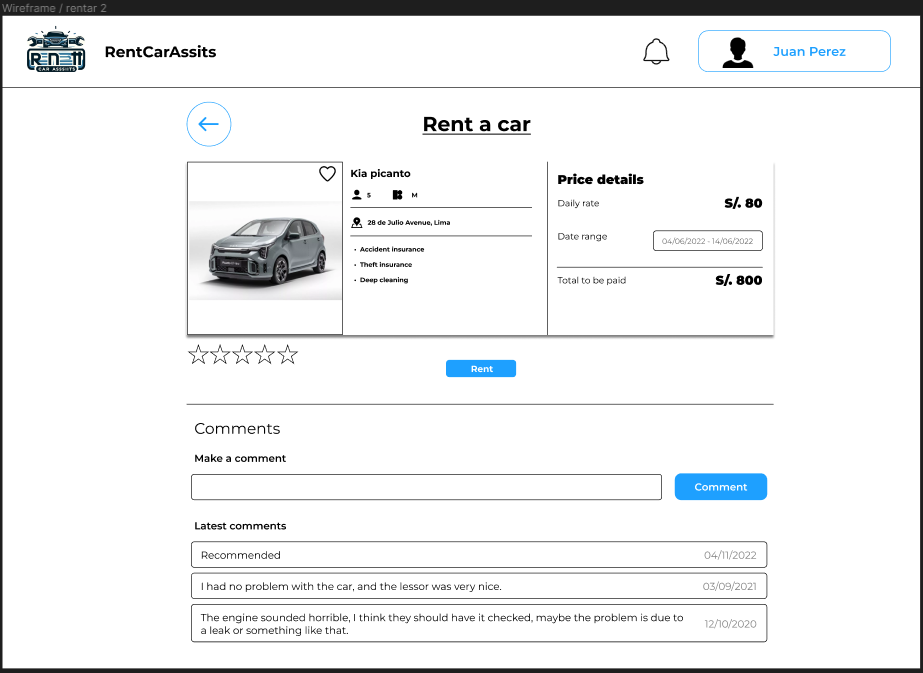 Wireframe / rentar 2
RENTT
CAR ASSISTS
RentCarAssits
Juan Perez
Rent a car
Kia picanto
5 M
28 de Julio Avenue, Lima
• Accident insurance
• Theft insurance
• Deep cleaning
Price details
Daily rate S/. 80
Date range 04/06/2022 - 14/06/2022
Total to be paid S/. 800
Rent
Comments
Make a comment
Comment
Latest comments
Recommended 04/11/2022
I had no problem with the car, and the lessor was very nice. 03/09/2021
The engine sounded horrible, I think they should have it checked, maybe the problem is due to
a leak or something like that. 12/10/2020